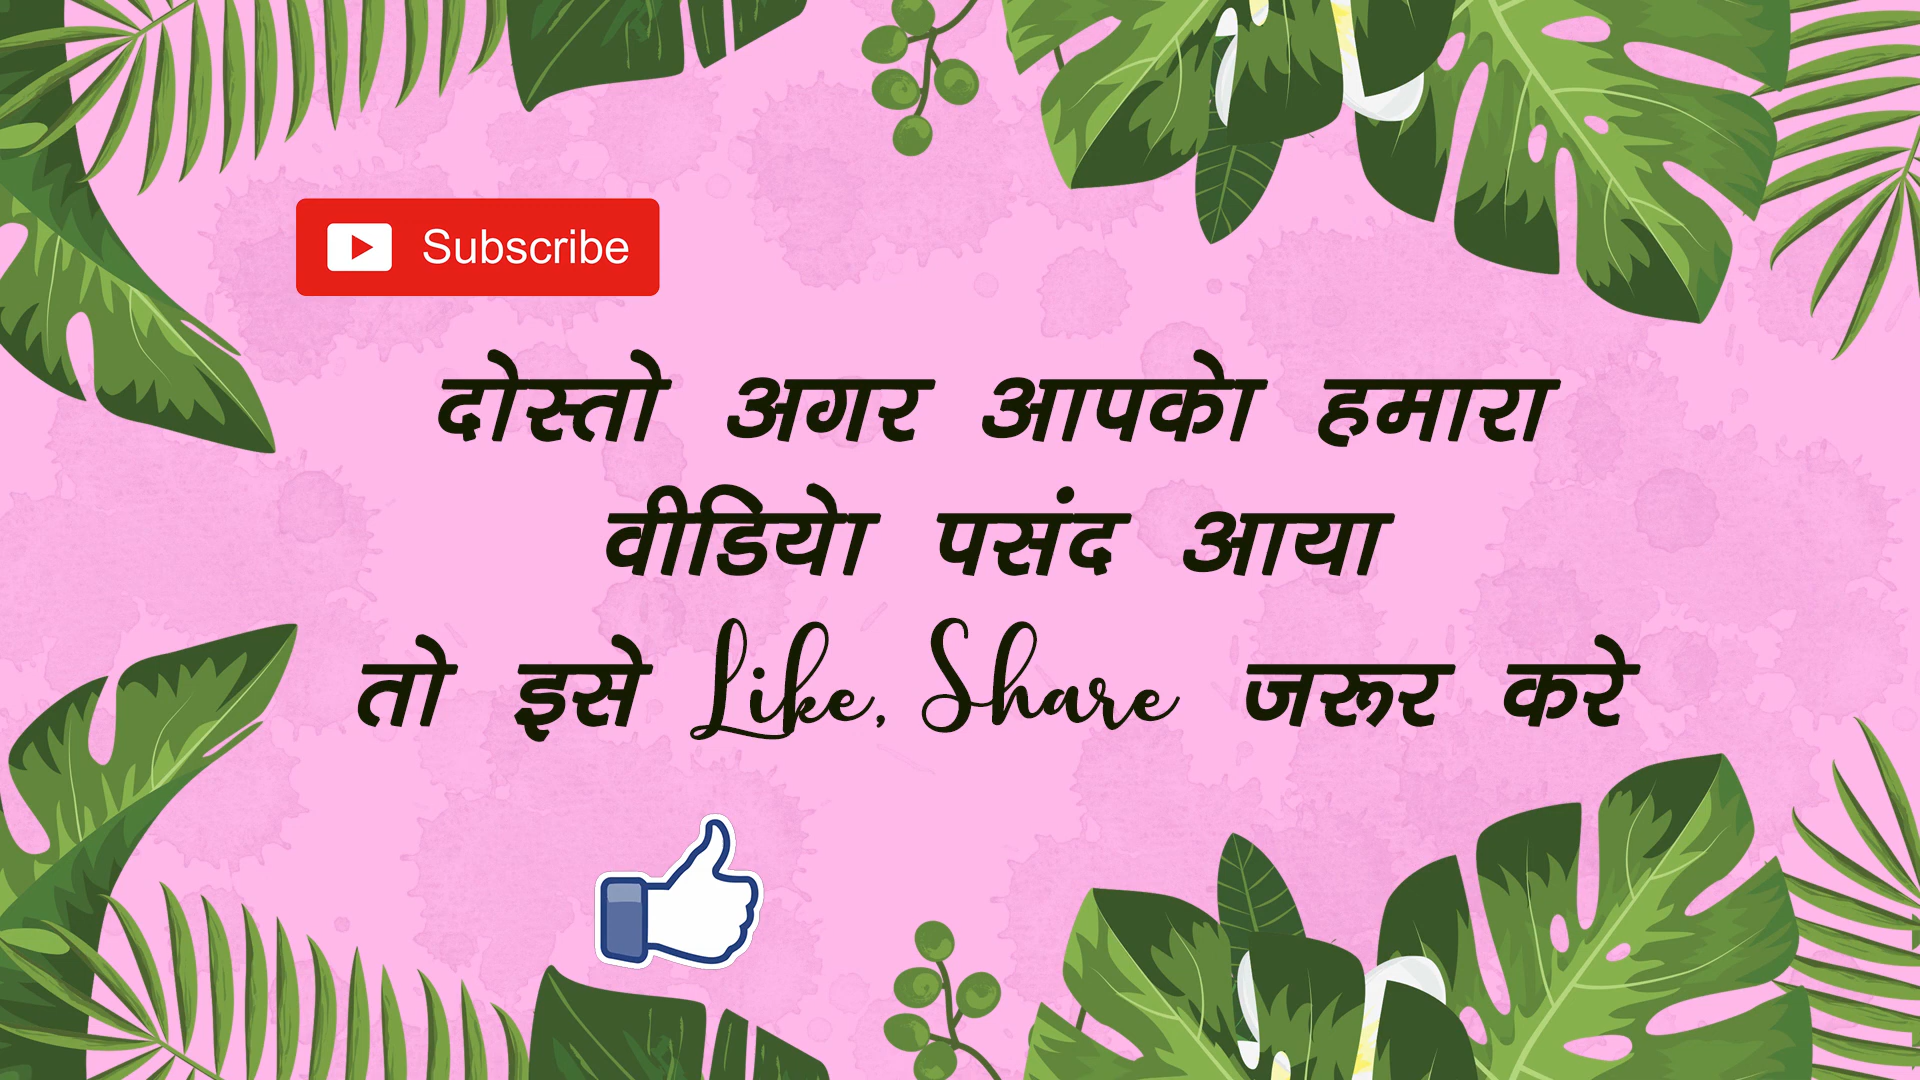 Subscribe
दोस्तो अगर आपको हमारा
वीडियो पसंद आया
तो इसे Like, Share जरूर करे